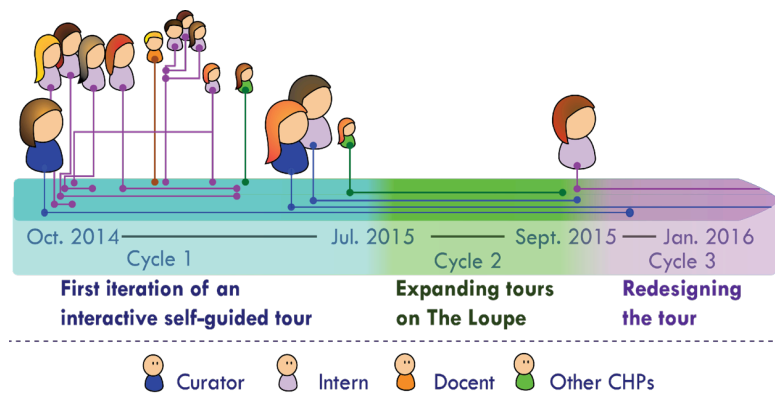 Oct. 2014 Jul. 2015 Sept. 2015 Jan. 2016
Cycle 1 Cycle 2 Cycle 3
First iteration of an
interactive self-guided tour
Expanding tours
on The Loupe
Redesigning
the tour
Curator Intern Docent Other CHPs